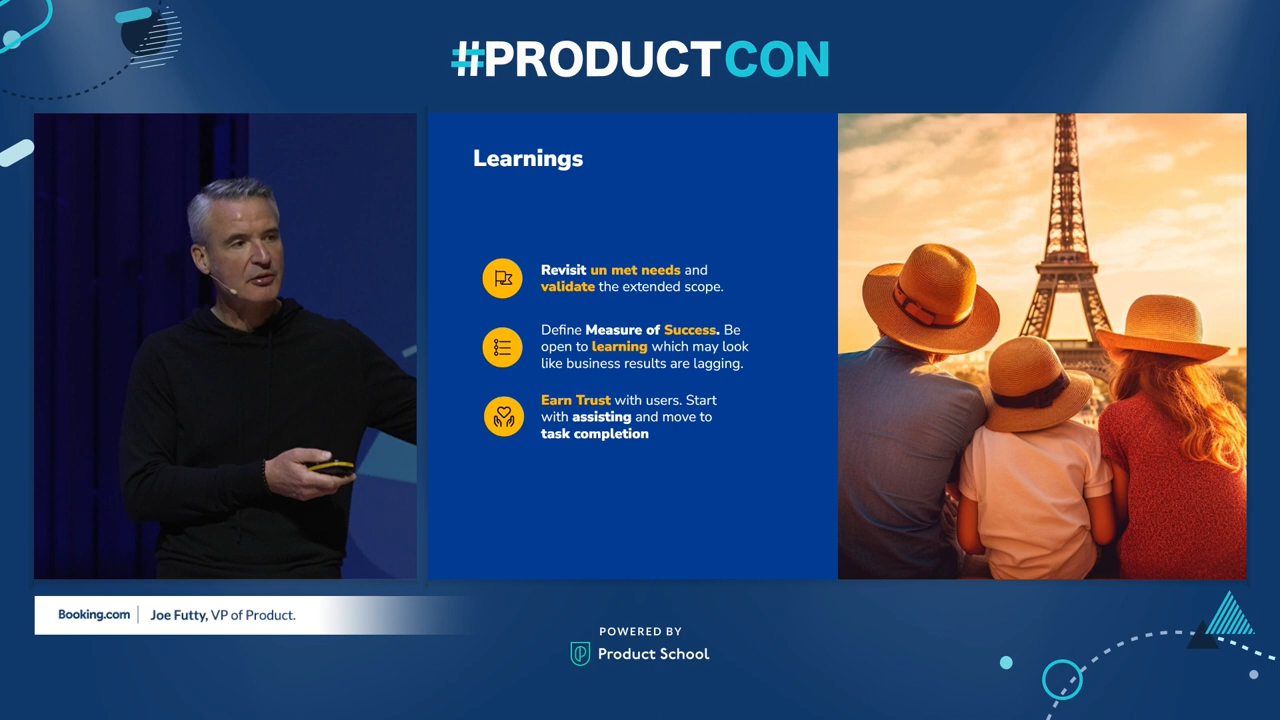 #PRODUCTCON
Learnings
Revisit un met needs and
validate the extended scope.
Define Measure of Success. Be
open to learning which may look
like business results are lagging.
Earn Trust with users. Start
with assisting and move to
task completion
Booking.com
Joe Futty, VP of Product.
POWERED BY
Product School